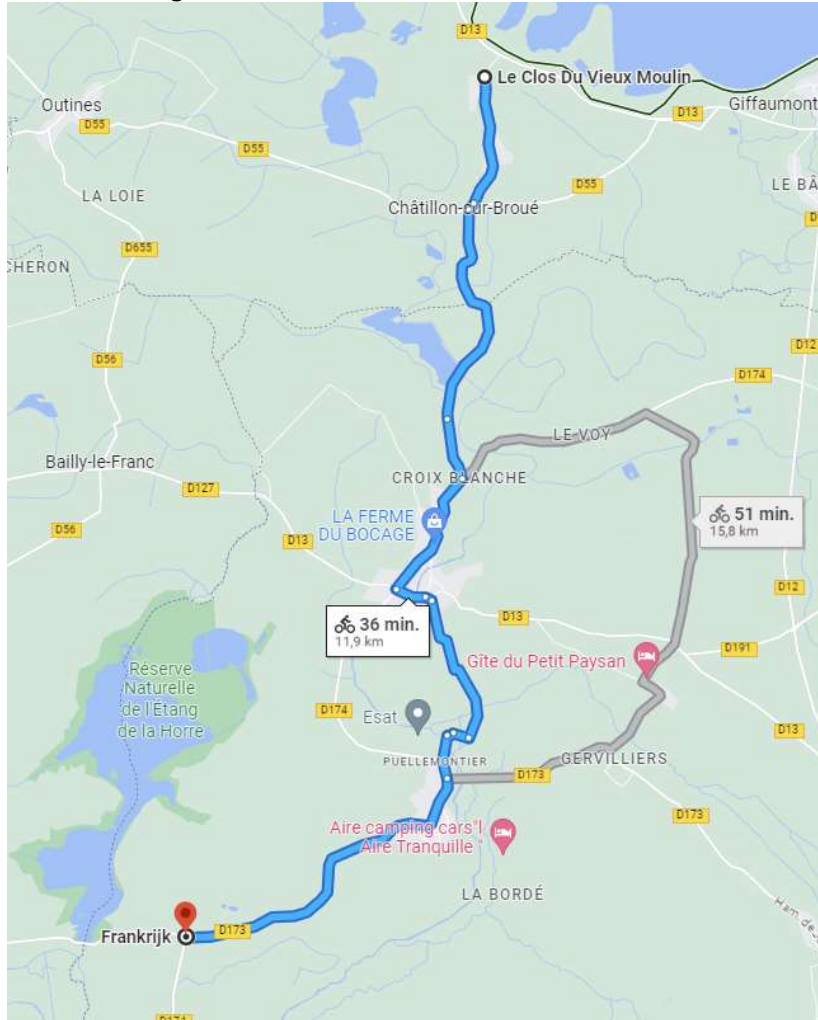 D13
Le Clos Du Vieux Moulin
Outines
Giffaumont
D13
D55
D55
D55
LE BÂ
LA LOIE
Châtillon-sur-Broué
D
D655
CHERON
D12
D56
D174
LE VOY
Bailly-le-Franc
CROIX BLANCHE
D127
LA FERME
DU BOCAGE
51 min.
15,8 km
D56
D13
D12
D13
36 min.
11,9 km
D191
Gîte du Petit Paysan
Réserve
Naturelle
de l'Étang
de la Horre
D174
Esat
D13
PUELLEMONTIER
GERVILLIERS
D173
D173
Aire camping cars"l
Aire Tranquille "
LA BORDÉ
Frankrijk
D173
D174